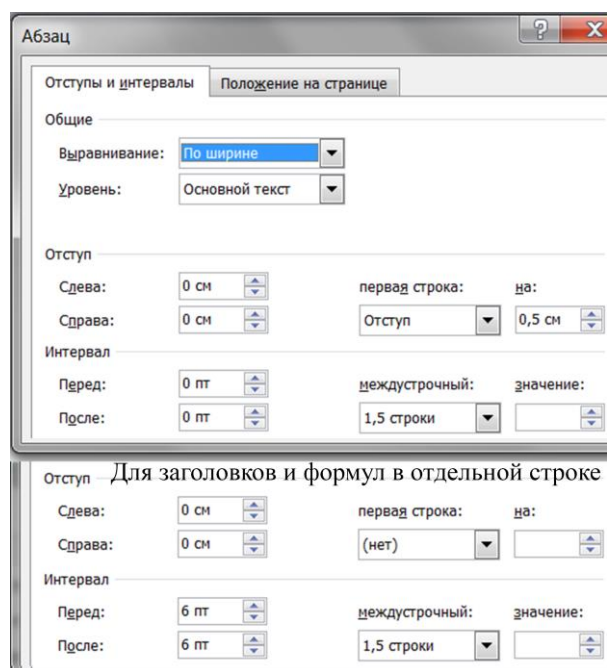 Абзац ? X
Отступы и интервалы Положение на странице
Общие
Выравнивание: По ширине
Уровень: Основной текст
Отступ
Слева: 0 см первая строка: на:
Справа: 0 см Отступ 0,5 см
Интервал
Перед: 0 пт междустрочный: значение:
После: 0 пт 1,5 строки
Отступ Для заголовков и формул в отдельной строке
Слева: 0 см первая строка: на:
Справа: 0 см (нет)
Интервал
Перед: 6 пт междустрочный: значение:
После: 6 пт 1,5 строки